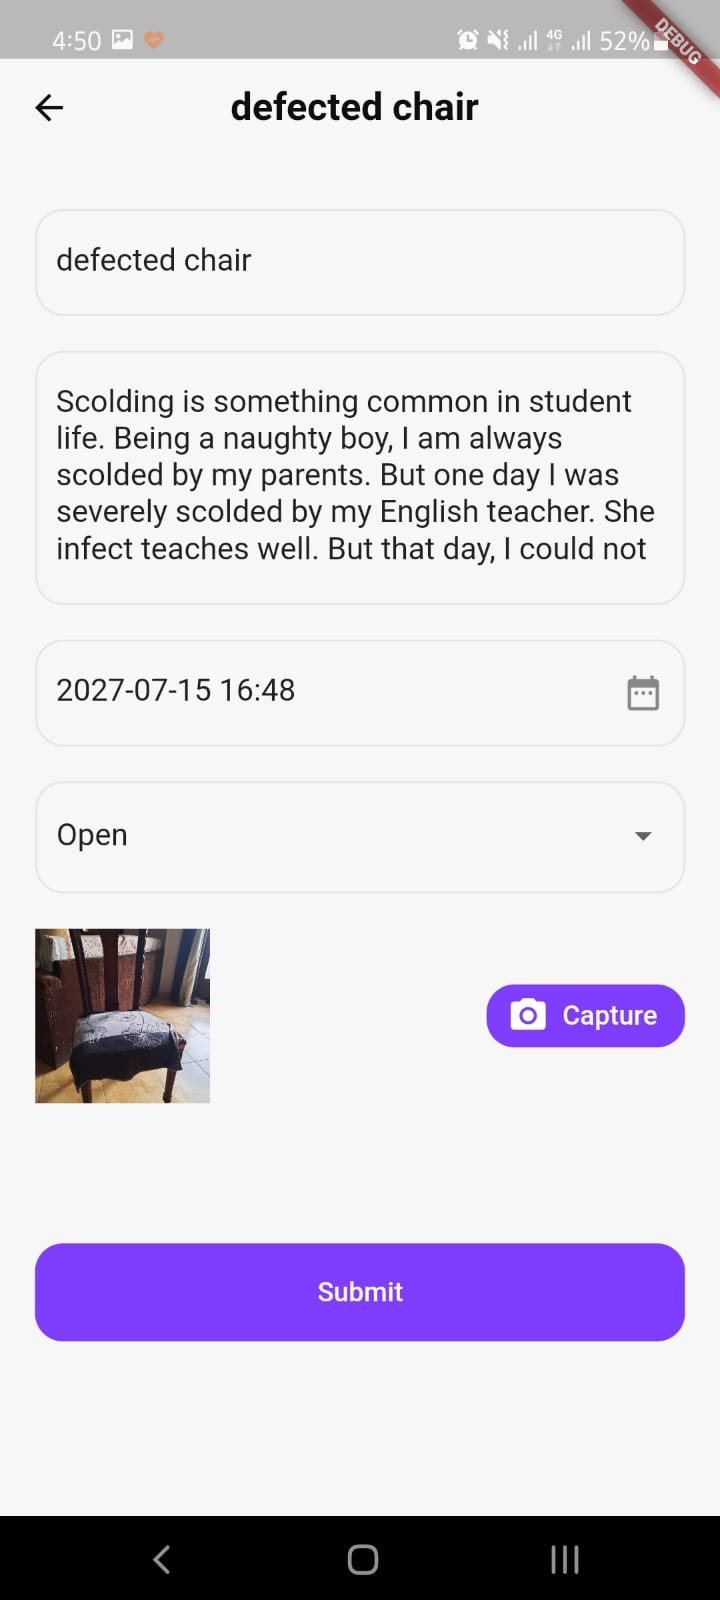 4:50
4G
52%
DEBUG
defected chair
defected chair
Scolding is something common in student
life. Being a naughty boy, I am always
scolded by my parents. But one day I was
severely scolded by my English teacher. She
infect teaches well. But that day, I could not
2027-07-15 16:48
Open
Capture
Submit